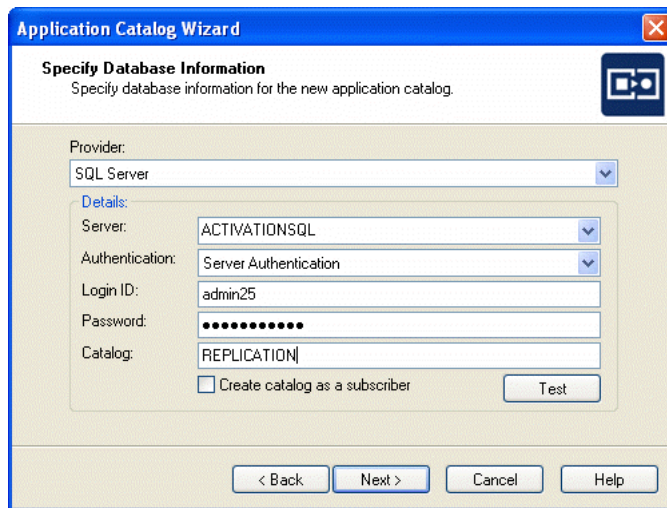 Application Catalog Wizard
Specify Database Information
Specify database information for the new application catalog.
Provider:
SQL Server
Details:
Server: ACTIVATIONSQL
Authentication: Server Authentication
Login ID: admin25
Password: •••••••••••
Catalog: REPLICATION
Create catalog as a subscriber Test
< Back Next > Cancel Help